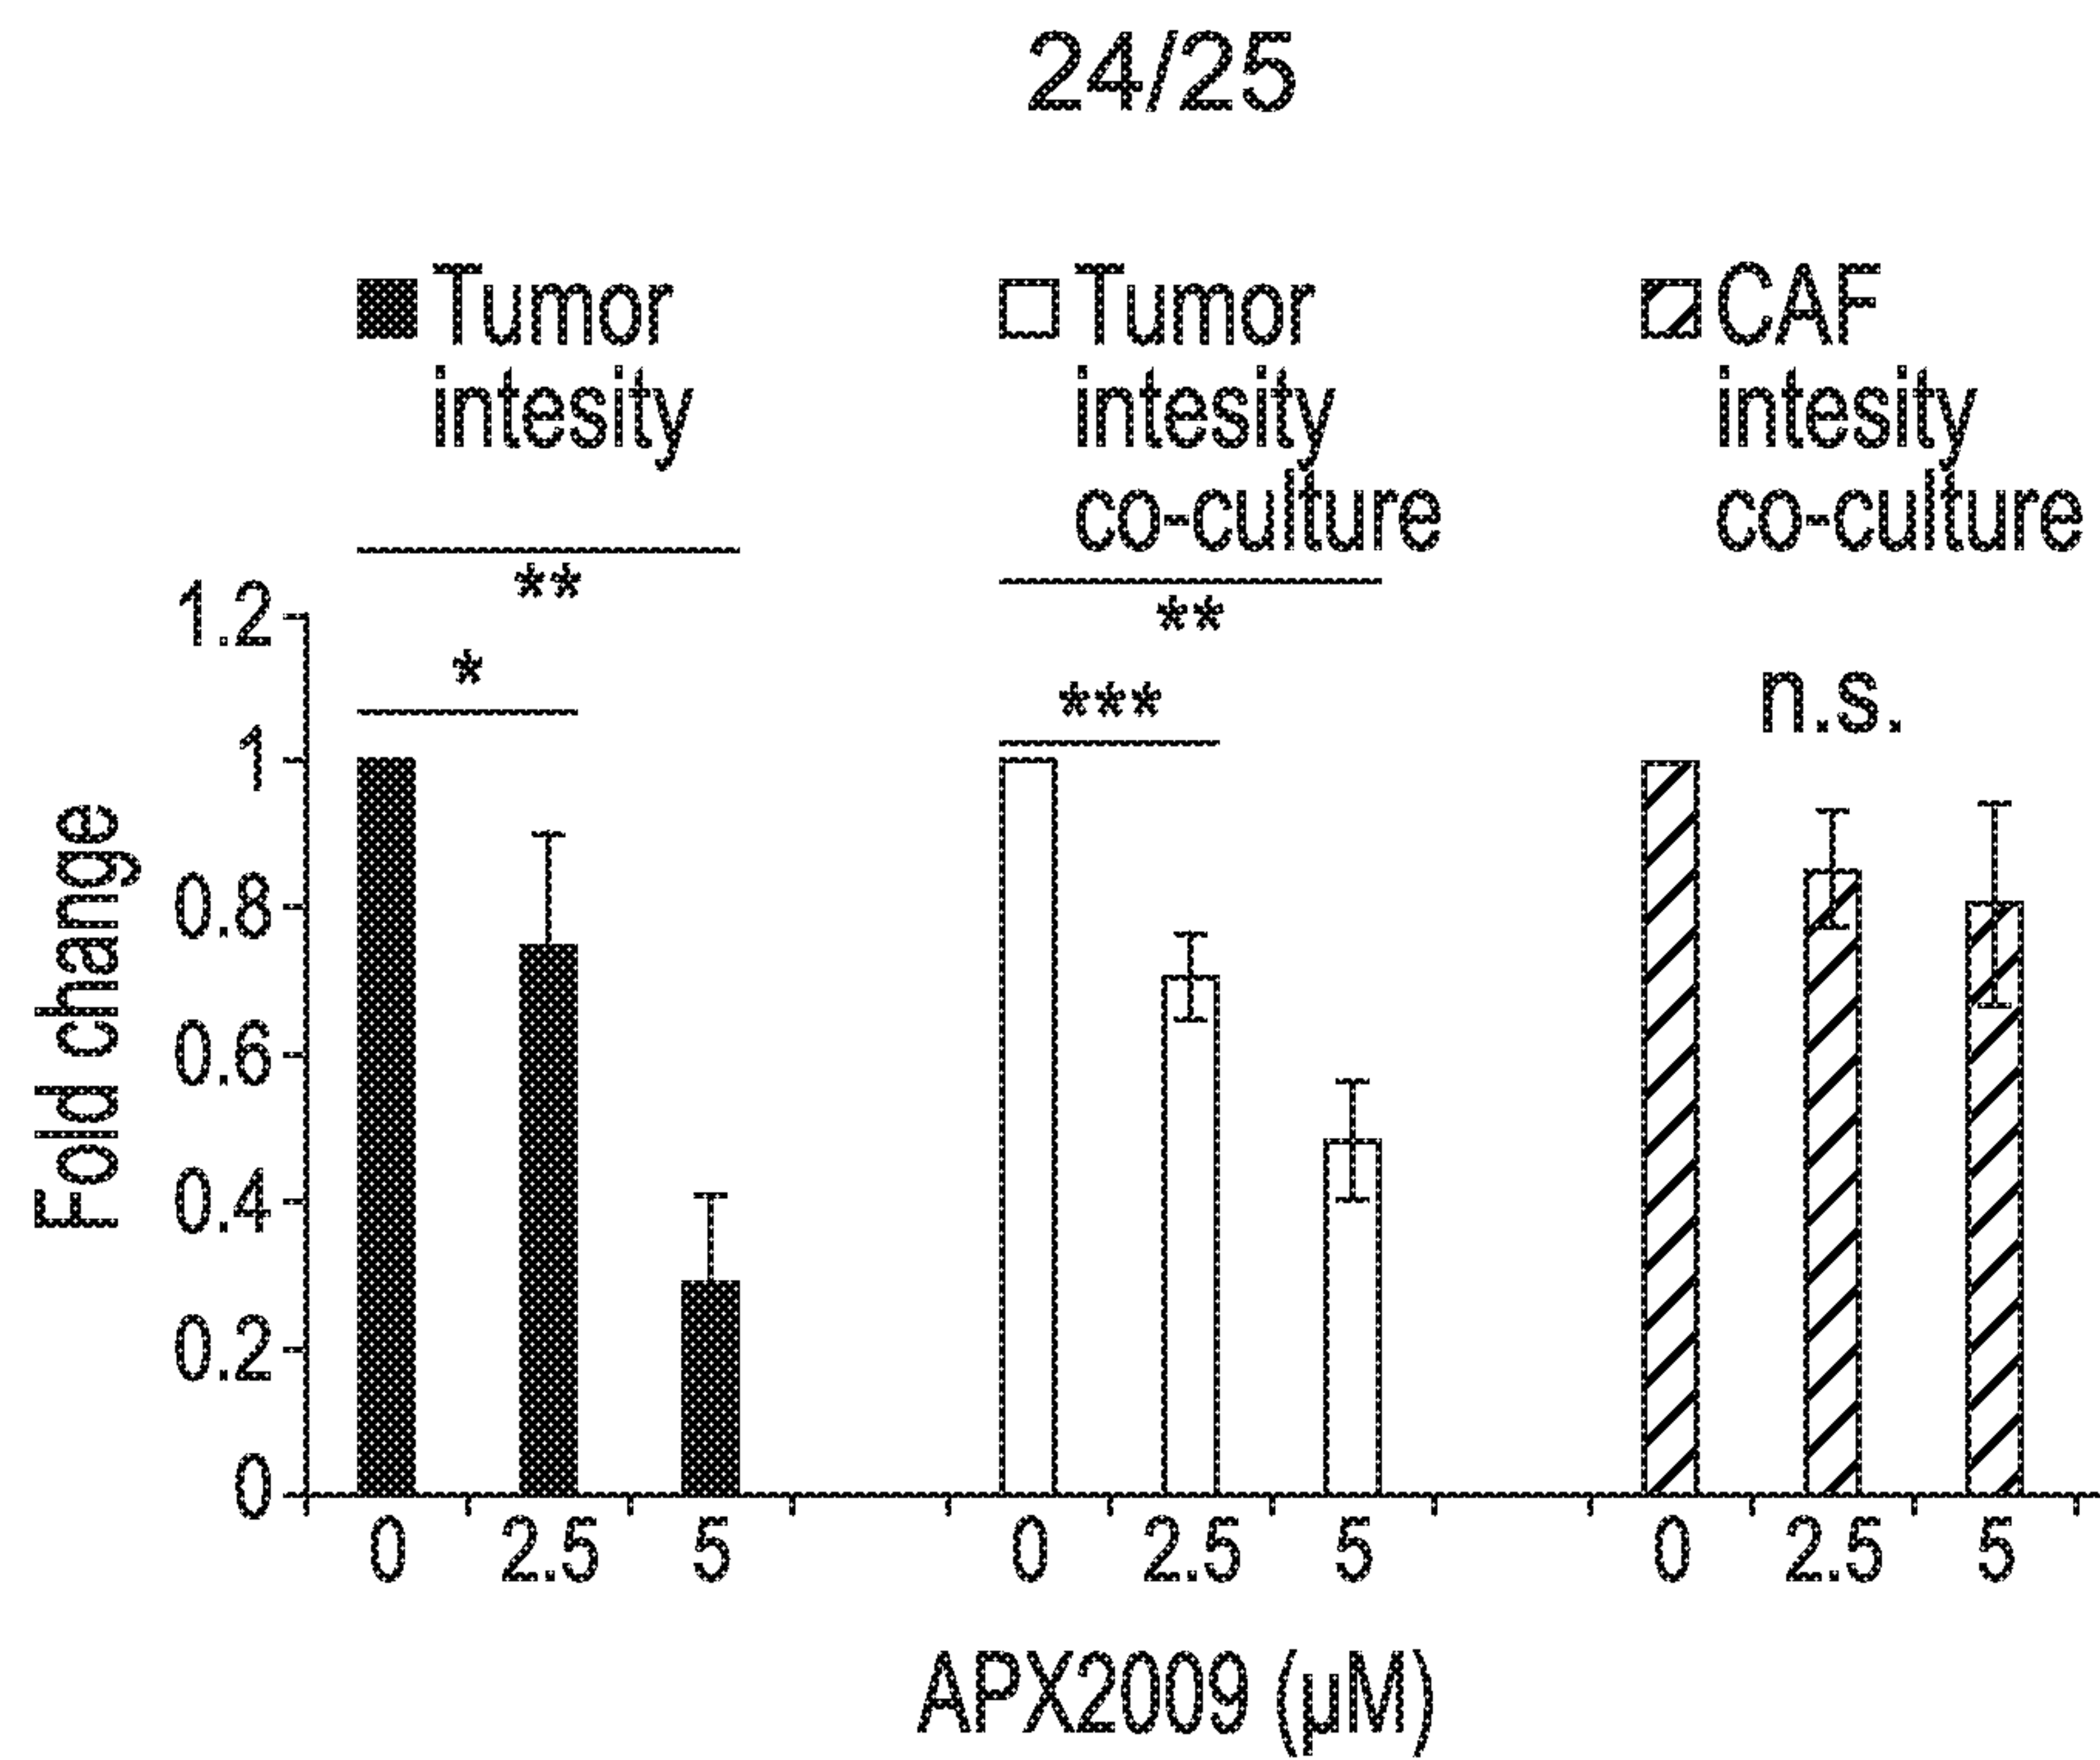 24/25
Tumor
intesity
Tumor
intesity
co-culture
CAF
intesity
co-culture
**
*
**
***
n.s.
Fold change
1.2
1
0.8
0.6
0.4
0.2
0
0 2.5 5 0 2.5 5 0 2.5 5
APX2009 (µM)